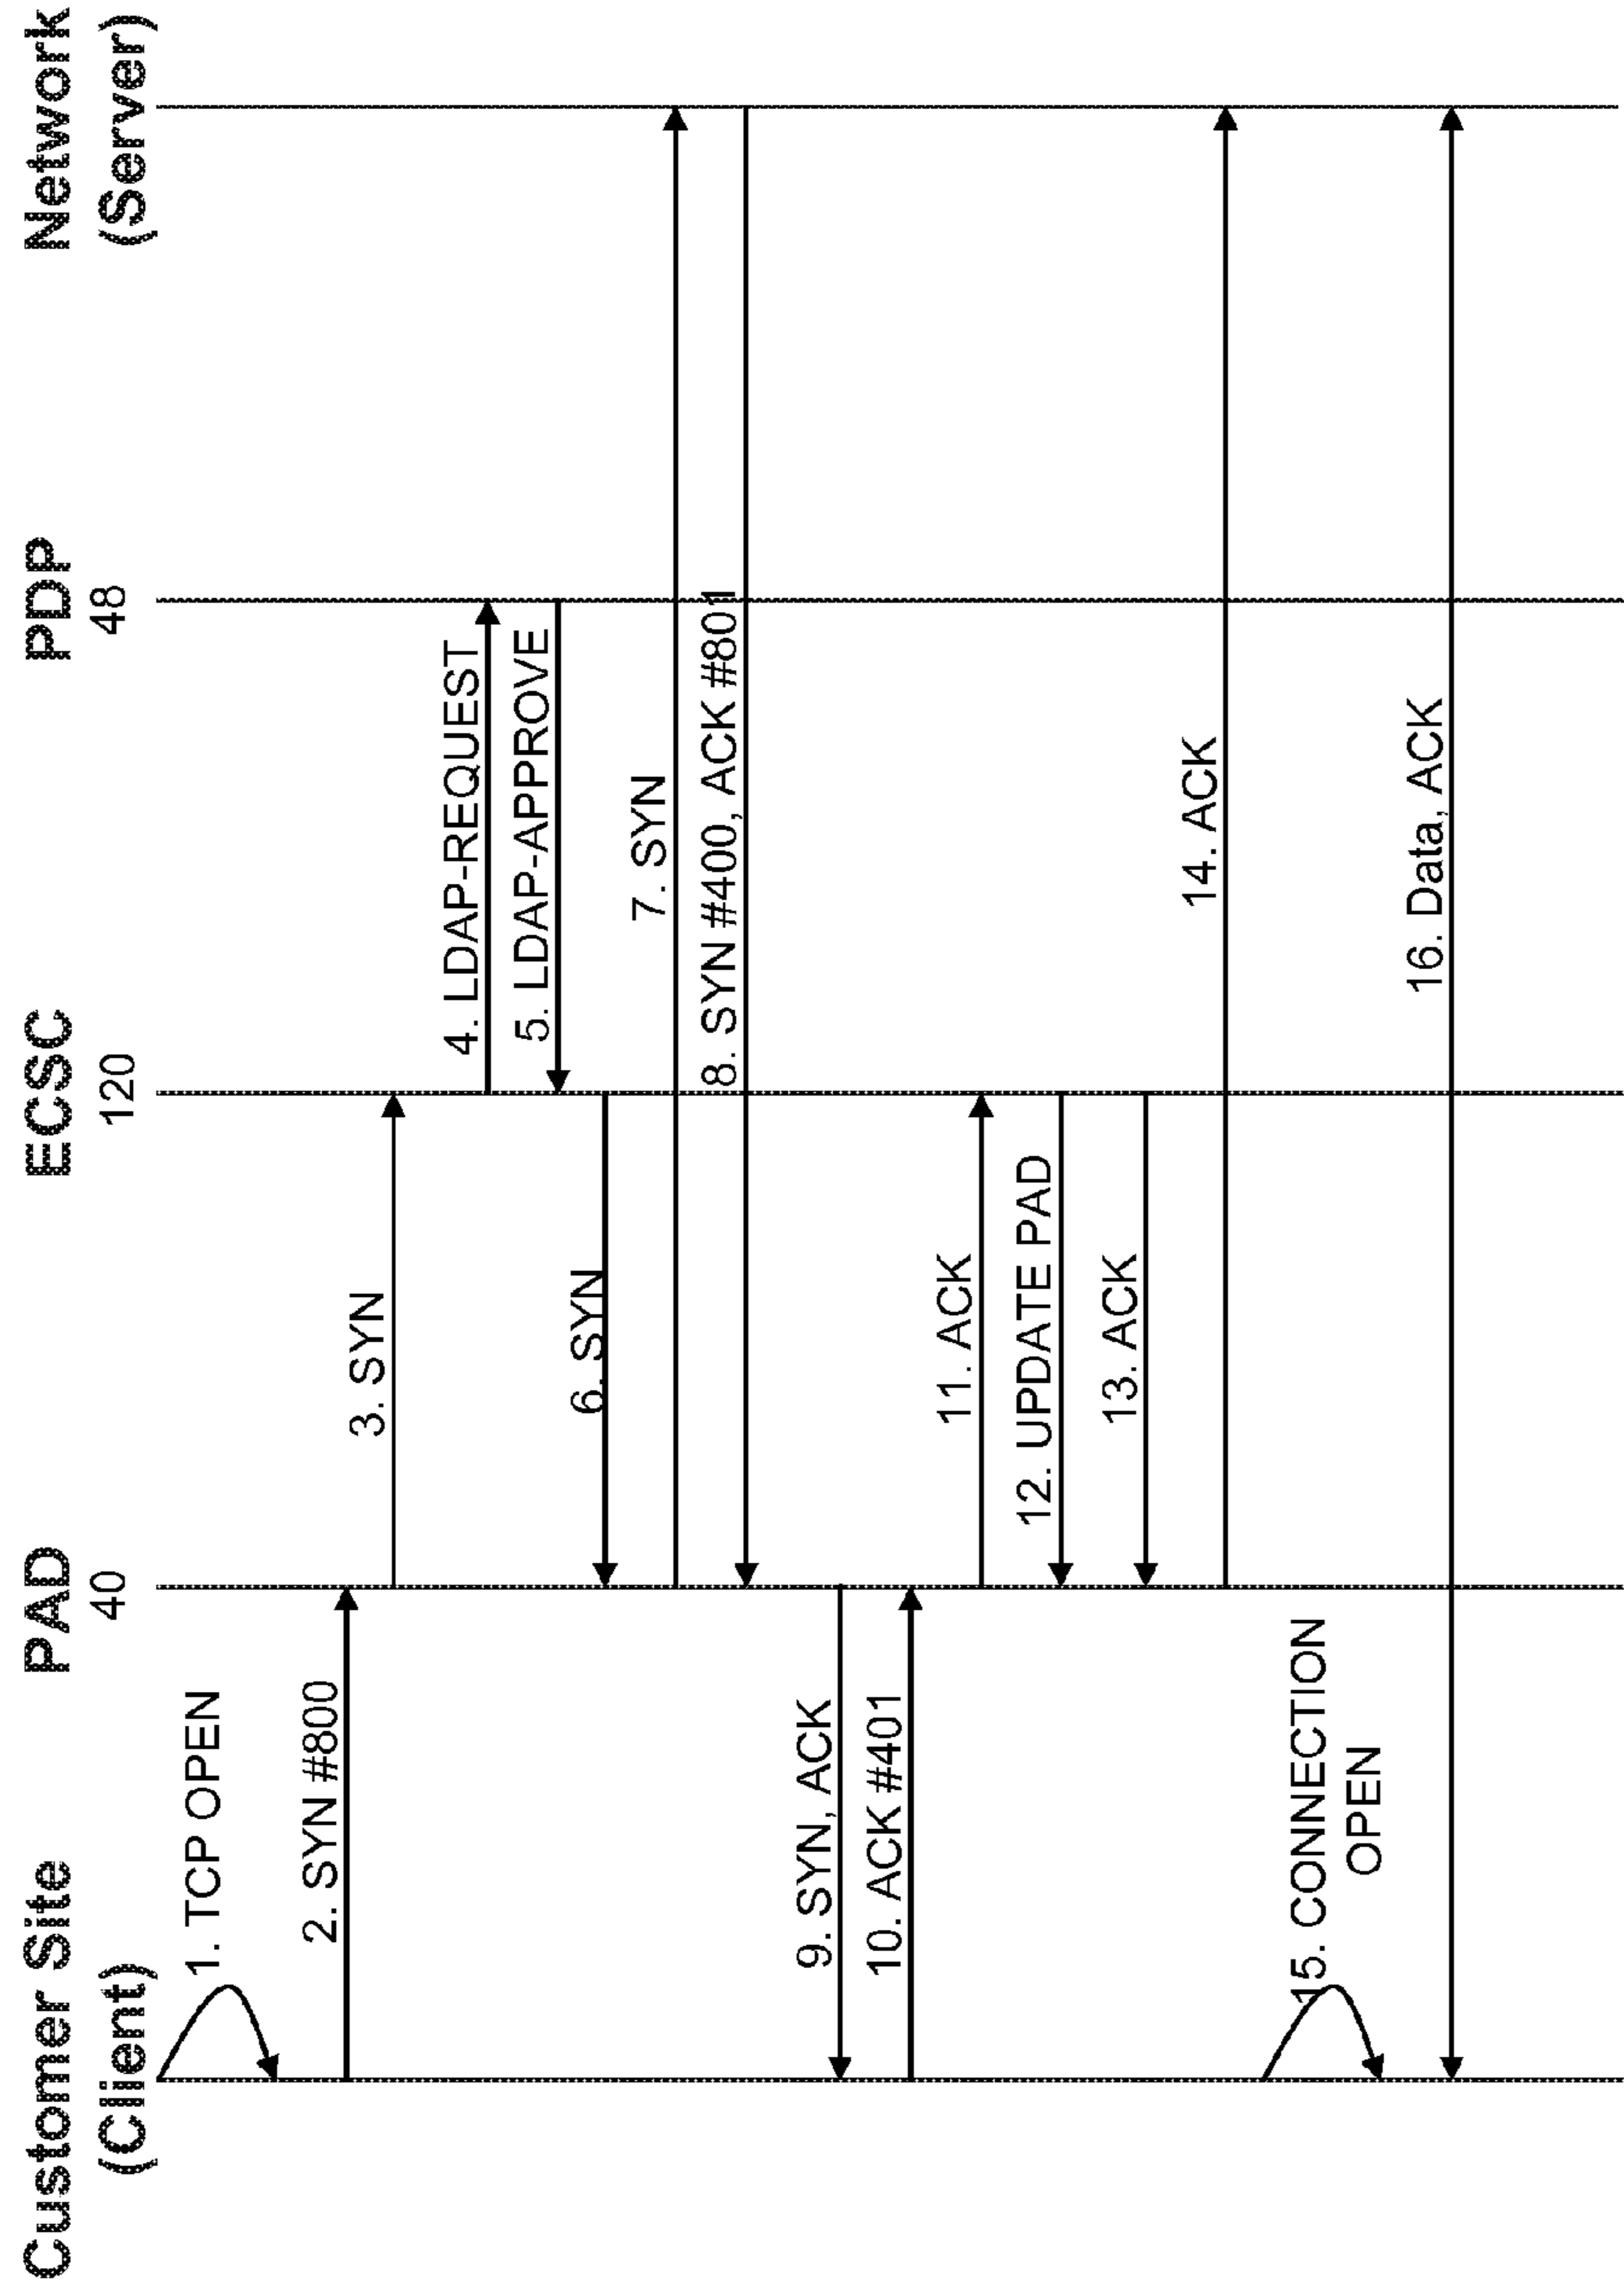 Customer Site
(Client)
PAD
40
ECSC
120
PDP
48
Network
(Server)
1. TCP OPEN
2. SYN #800
3. SYN
4. LDAP-REQUEST
5. LDAP-APPROVE
6. SYN
7. SYN
8. SYN #400, ACK #801
9. SYN, ACK
10. ACK #401
11. ACK
12. UPDATE PAD
13. ACK
14. ACK
15. CONNECTION
OPEN
16. Data, ACK